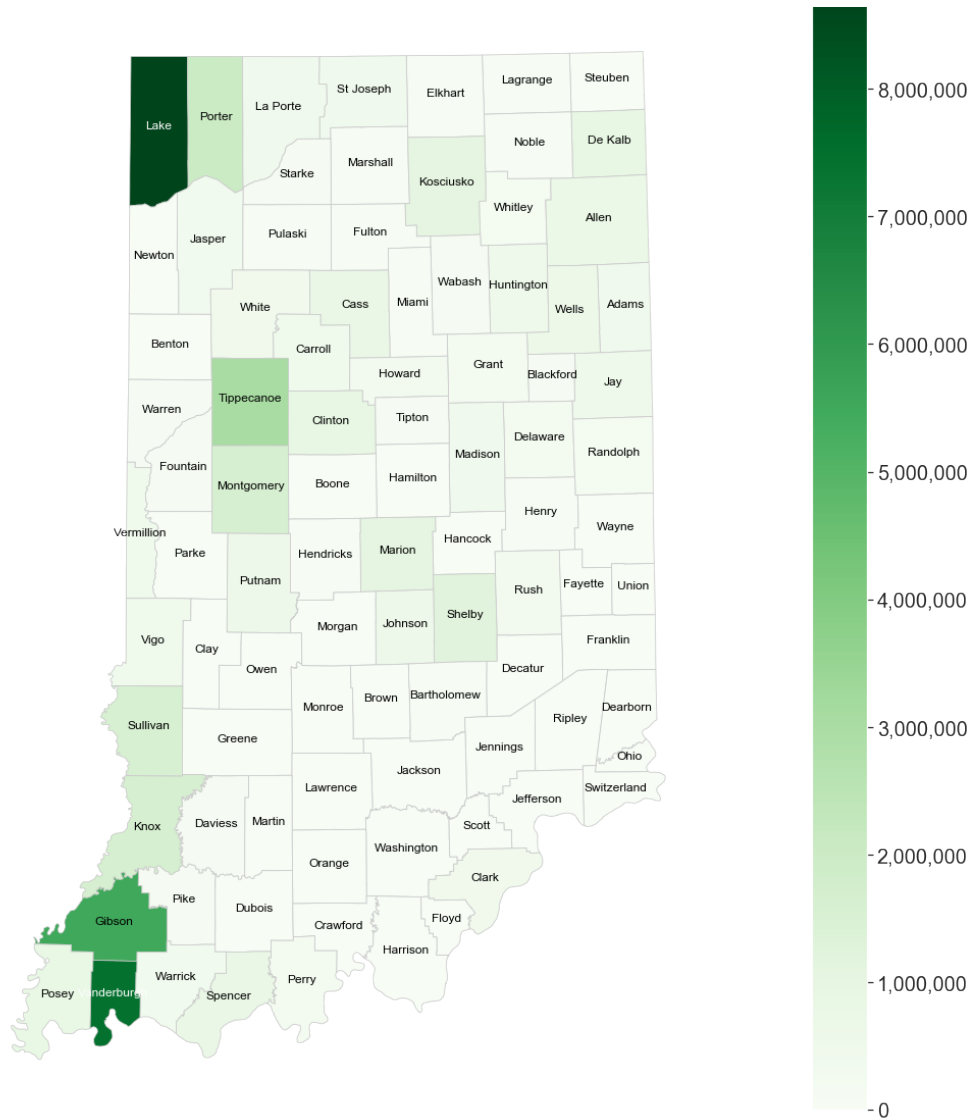 Steuben
Lagrange
St Joseph
Elkhart
La Porte
Porter
Lake
De Kalb
Noble
Marshall
Starke
Kosciusko
Whitley
Allen
Fulton
Pulaski
Jasper
Newton
Wabash
Huntington
Miami
Adams
Cass
White
Wells
Benton
Carroll
Grant
Howard
Blackford
Jay
Tippecanoe
Warren
Tipton
Clinton
Delaware
Randolph
Madison
Fountain
Hamilton
Boone
Montgomery
Henry
Wayne
Vermillion
Hancock
Marion
Hendricks
Parke
Putnam
Fayette
Union
Rush
Shelby
Johnson
Morgan
Vigo
Franklin
Clay
Owen
Decatur
Bartholomew
Brown
Monroe
Dearborn
Ripley
Sullivan
Greene
Jennings
Ohio
Jackson
Lawrence
Switzerland
Jefferson
Scott
Martin
Daviess
Knox
Washington
Orange
Clark
Pike
Dubois
Floyd
Gibson
Crawford
Harrison
Warrick
Perry
Posey
Vanderburgh
Spencer
8,000,000
7,000,000
6,000,000
5,000,000
4,000,000
3,000,000
2,000,000
1,000,000
0